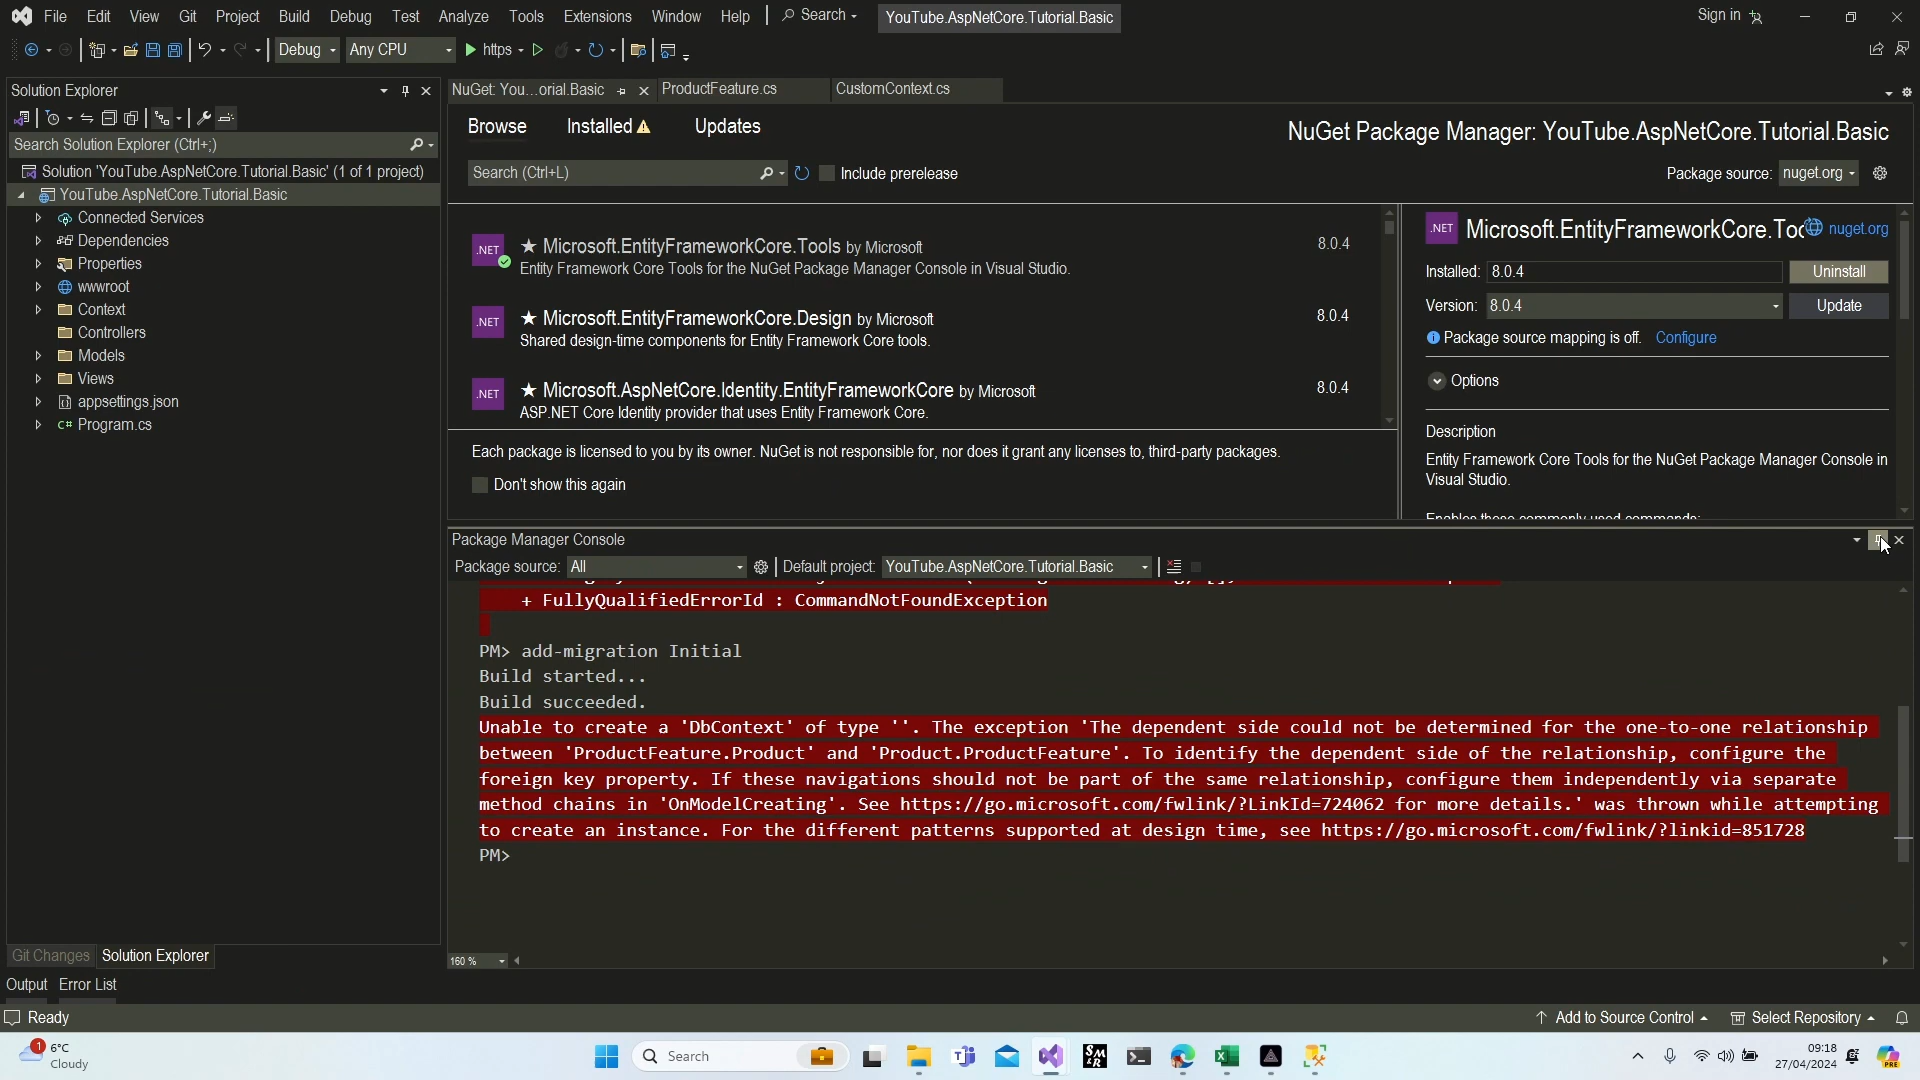 File Edit View Git Project Build Debug Test Analyze Tools Extensions Window Help Search YouTube.AspNetCore.Tutorial.Basic Sign in
Debug Any CPU https
Solution Explorer
Search Solution Explorer (Ctrl+;)
Solution 'YouTube.AspNetCore.Tutorial.Basic' (1 of 1 project)
YouTube.AspNetCore.Tutorial.Basic
Connected Services
Dependencies
Properties
wwwroot
Context
Controllers
Models
Views
appsettings.json
C# Program.cs
Git Changes Solution Explorer
NuGet: You...orial.Basic ProductFeature.cs CustomContext.cs
Browse Installed Updates
NuGet Package Manager: YouTube.AspNetCore.Tutorial.Basic
Search (Ctrl+L) Include prerelease
Package source: nuget.org
.NET Microsoft.EntityFrameworkCore.Tools by Microsoft 8.0.4
Entity Framework Core Tools for the NuGet Package Manager Console in Visual Studio.
.NET Microsoft.EntityFrameworkCore.Design by Microsoft 8.0.4
Shared design-time components for Entity Framework Core tools.
.NET Microsoft.AspNetCore.Identity.EntityFrameworkCore by Microsoft 8.0.4
ASP.NET Core Identity provider that uses Entity Framework Core.
Each package is licensed to you by its owner. NuGet is not responsible for, nor does it grant any licenses to, third-party packages.
Don't show this again
.NET Microsoft.EntityFrameworkCore.Too nuget.org
Installed: 8.0.4 Uninstall
Version: 8.0.4 Update
Package source mapping is off. Configure
Options
Description
Entity Framework Core Tools for the NuGet Package Manager Console in
Visual Studio.
Enables these commonly used commands:
Package Manager Console
Package source: All Default project: YouTube.AspNetCore.Tutorial.Basic
+ FullyQualifiedErrorId : CommandNotFoundException
PM> add-migration Initial
Build started...
Build succeeded.
Unable to create a 'DbContext' of type ''. The exception 'The dependent side could not be determined for the one-to-one relationship
between 'ProductFeature.Product' and 'Product.ProductFeature'. To identify the dependent side of the relationship, configure the
foreign key property. If these navigations should not be part of the same relationship, configure them independently via separate
method chains in 'OnModelCreating'. See https://go.microsoft.com/fwlink/?LinkId=724062 for more details.' was thrown while attempting
to create an instance. For the different patterns supported at design time, see https://go.microsoft.com/fwlink/?linkid=851728
PM>
160 %
Output Error List
Ready Add to Source Control Select Repository
1 6°C
Cloudy
Search
09:18
27/04/2024
PRE